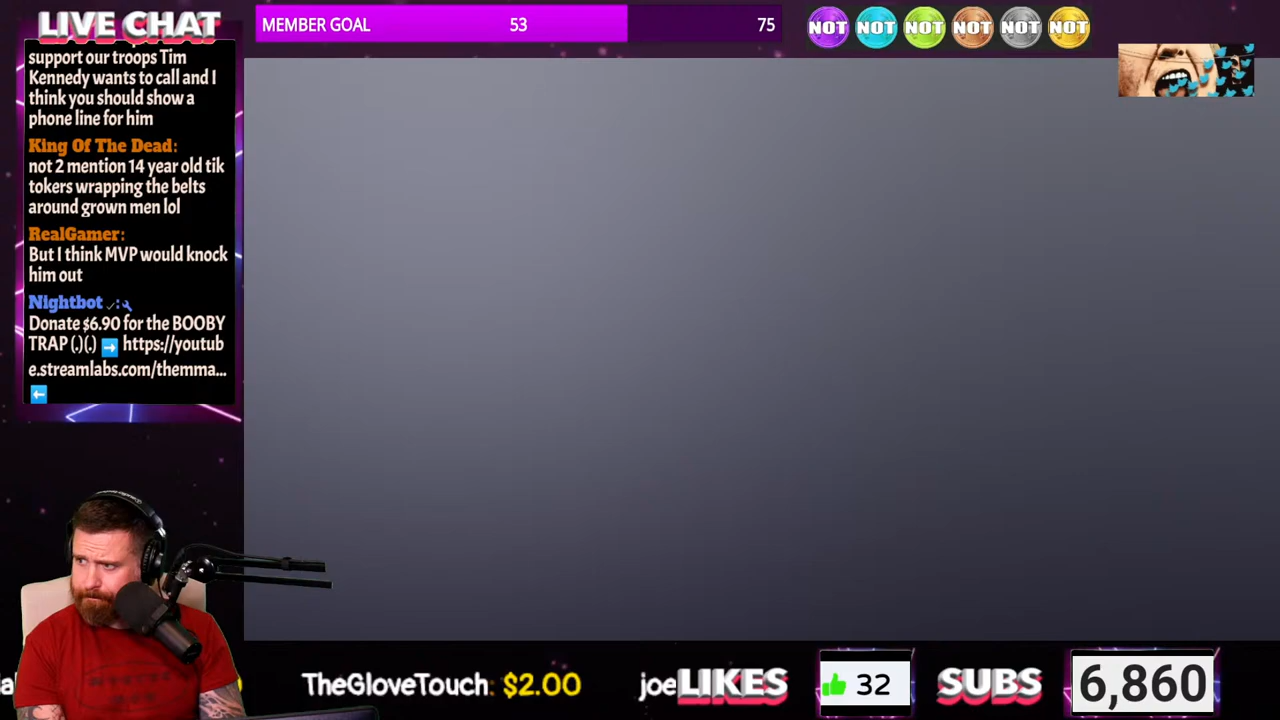 LIVE CHAT
support our troops Tim
Kennedy wants to call and I
think you should show a
phone line for him
King Of The Dead:
not 2 mention 14 year old tik
tokers wrapping the belts
around grown men lol
RealGamer:
But I think MVP would knock
him out
Nightbot :
Donate $6.90 for the BOOBY
TRAP (.)(.) ➡ https://youtub
e.streamlabs.com/themma...
⬅
MEMBER GOAL 53 75
NOT NOT NOT NOT NOT NOT
TheGloveTouch: $2.00 joe
LIKES 32 SUBS 6,860